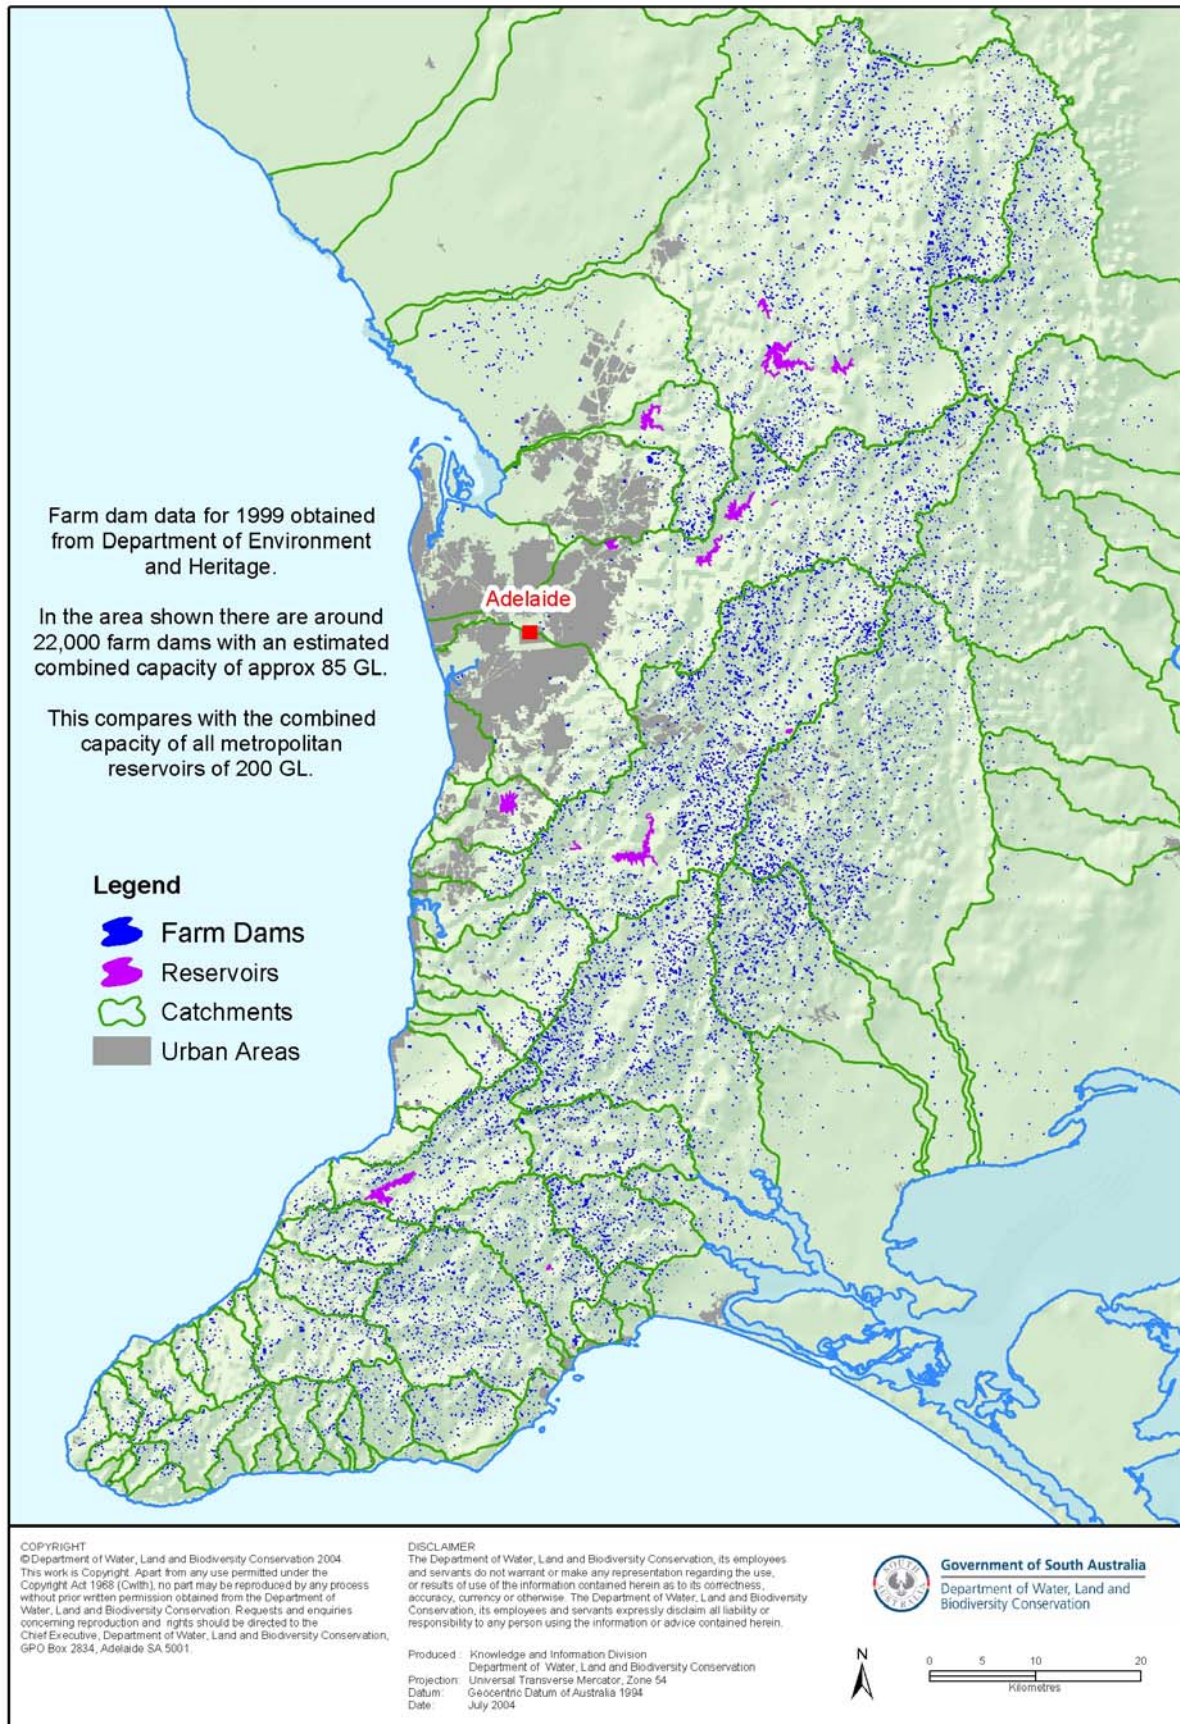 Farm dam data for 1999 obtained
from Department of Environment
and Heritage.
In the area shown there are around
22,000 farm dams with an estimated
combined capacity of approx 85 GL.
This compares with the combined
capacity of all metropolitan
reservoirs of 200 GL.
Adelaide
Legend
Farm Dams
Reservoirs
Catchments
Urban Areas
COPYRIGHT
© Department of Water, Land and Biodiversity Conservation 2004.
This work is Copyright. Apart from any use permitted under the
Copyright Act 1968 (Cwlth), no part may be reproduced by any process
without prior written permission obtained from the Department of
Water, Land and Biodiversity Conservation. Requests and enquiries
concerning reproduction and rights should be directed to the
Chief Executive, Department of Water, Land and Biodiversity Conservation,
GPO Box 2834, Adelaide SA 5001.
DISCLAIMER
The Department of Water, Land and Biodiversity Conservation, its employees
and servants do not warrant or make any representation regarding the use,
or results of use of the information contained herein as to its correctness,
accuracy, currency or otherwise. The Department of Water, Land and Biodiversity
Conservation, its employees and servants expressly disclaim all liability or
responsibility to any person using the information or advice contained herein.
Produced : Knowledge and Information Division
Department of Water, Land and Biodiversity Conservation
Projection: Universal Transverse Mercator, Zone 54
Datum: Geocentric Datum of Australia 1994
Date: July 2004
SOUTH AUSTRALIA
Government of South Australia
Department of Water, Land and
Biodiversity Conservation
N
0 5 10 20
Kilometres